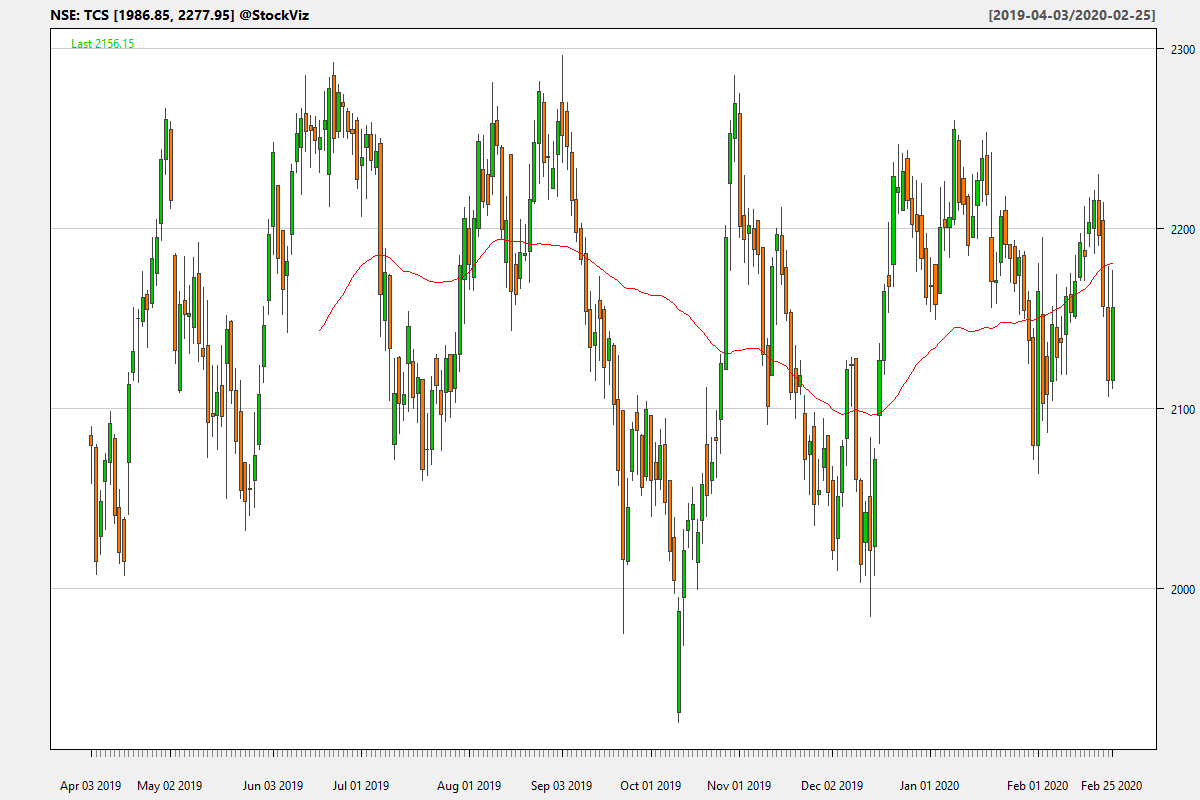 NSE: TCS [1986.85, 2277.95] @StockViz
[2019-04-03/2020-02-25]
Last 2156.15
2300
2200
2100
2000
Apr 03 2019
May 02 2019
Jun 03 2019
Jul 01 2019
Aug 01 2019
Sep 03 2019
Oct 01 2019
Nov 01 2019
Dec 02 2019
Jan 01 2020
Feb 01 2020
Feb 25 2020